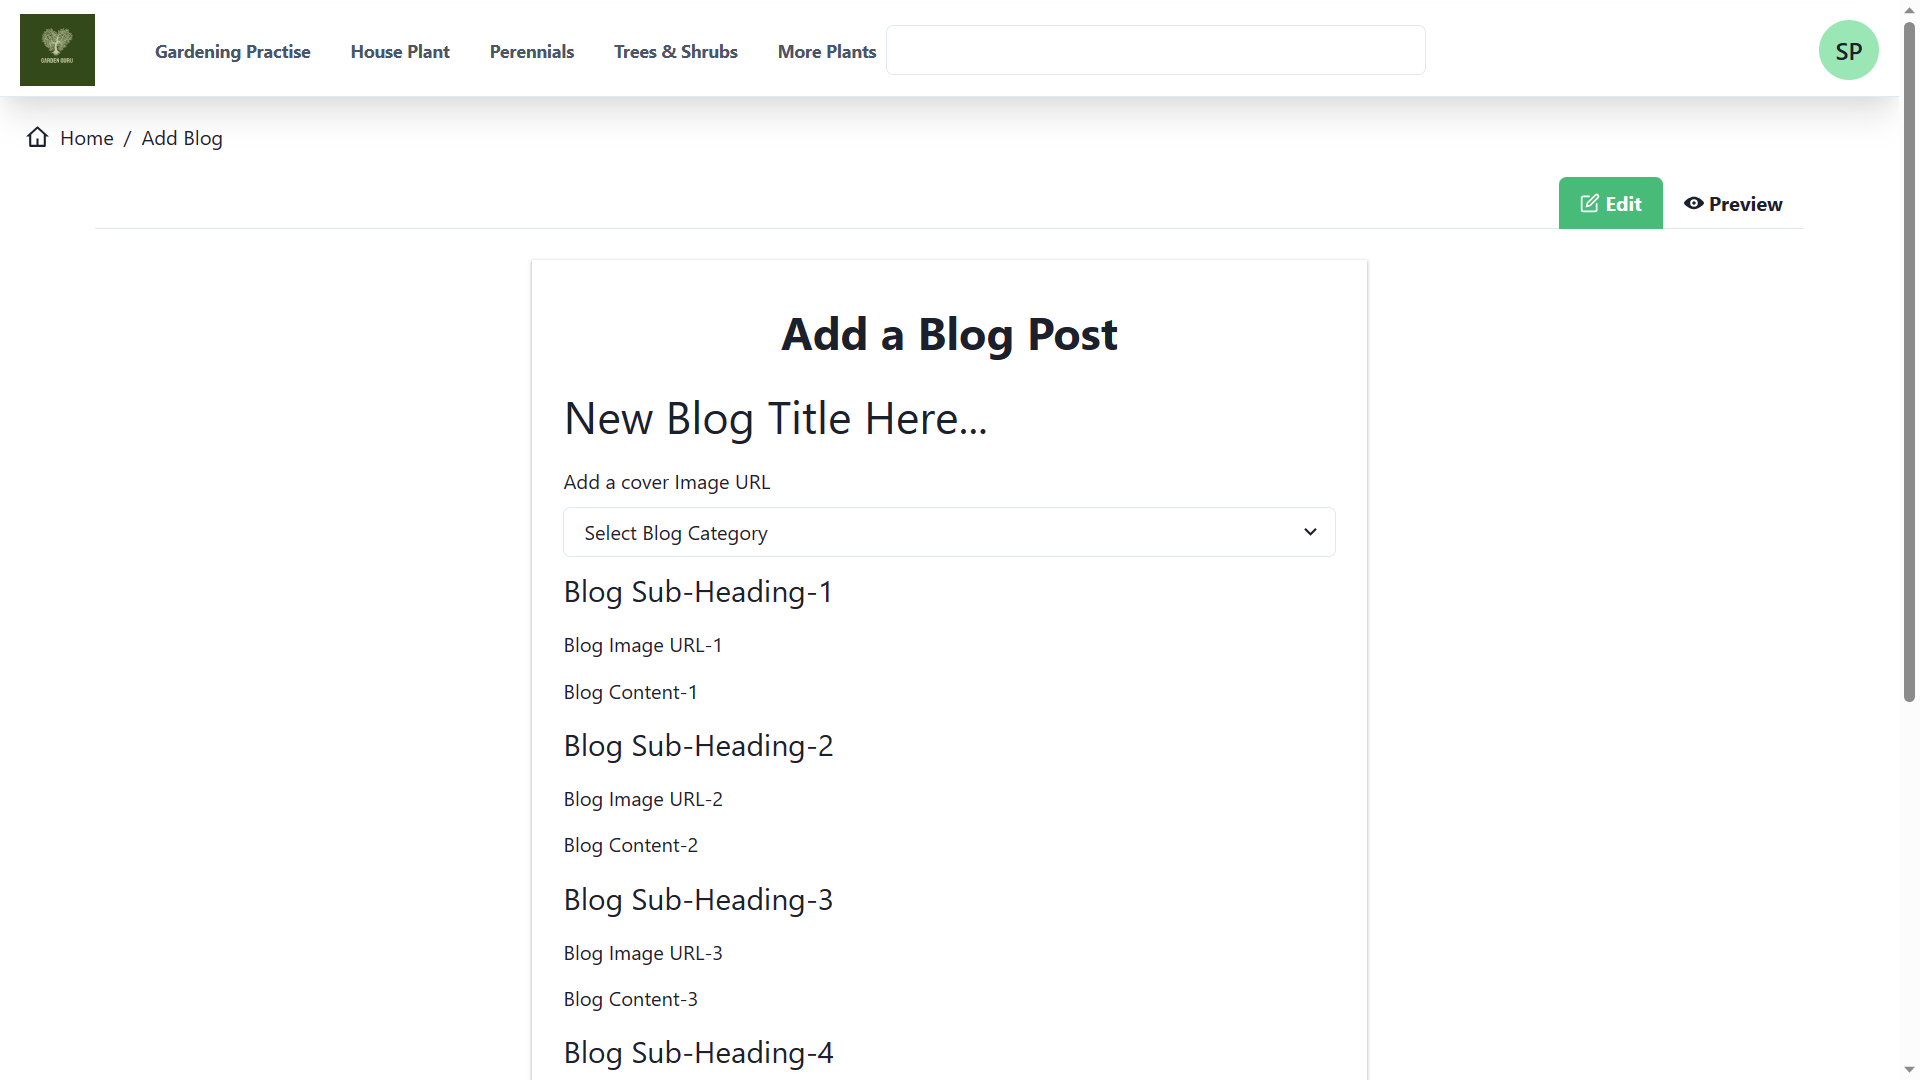 GARDEN GURU
Gardening Practise House Plant Perennials Trees & Shrubs More Plants
SP
Home / Add Blog
Edit Preview
Add a Blog Post
New Blog Title Here...
Add a cover Image URL
Select Blog Category
Blog Sub-Heading-1
Blog Image URL-1
Blog Content-1
Blog Sub-Heading-2
Blog Image URL-2
Blog Content-2
Blog Sub-Heading-3
Blog Image URL-3
Blog Content-3
Blog Sub-Heading-4